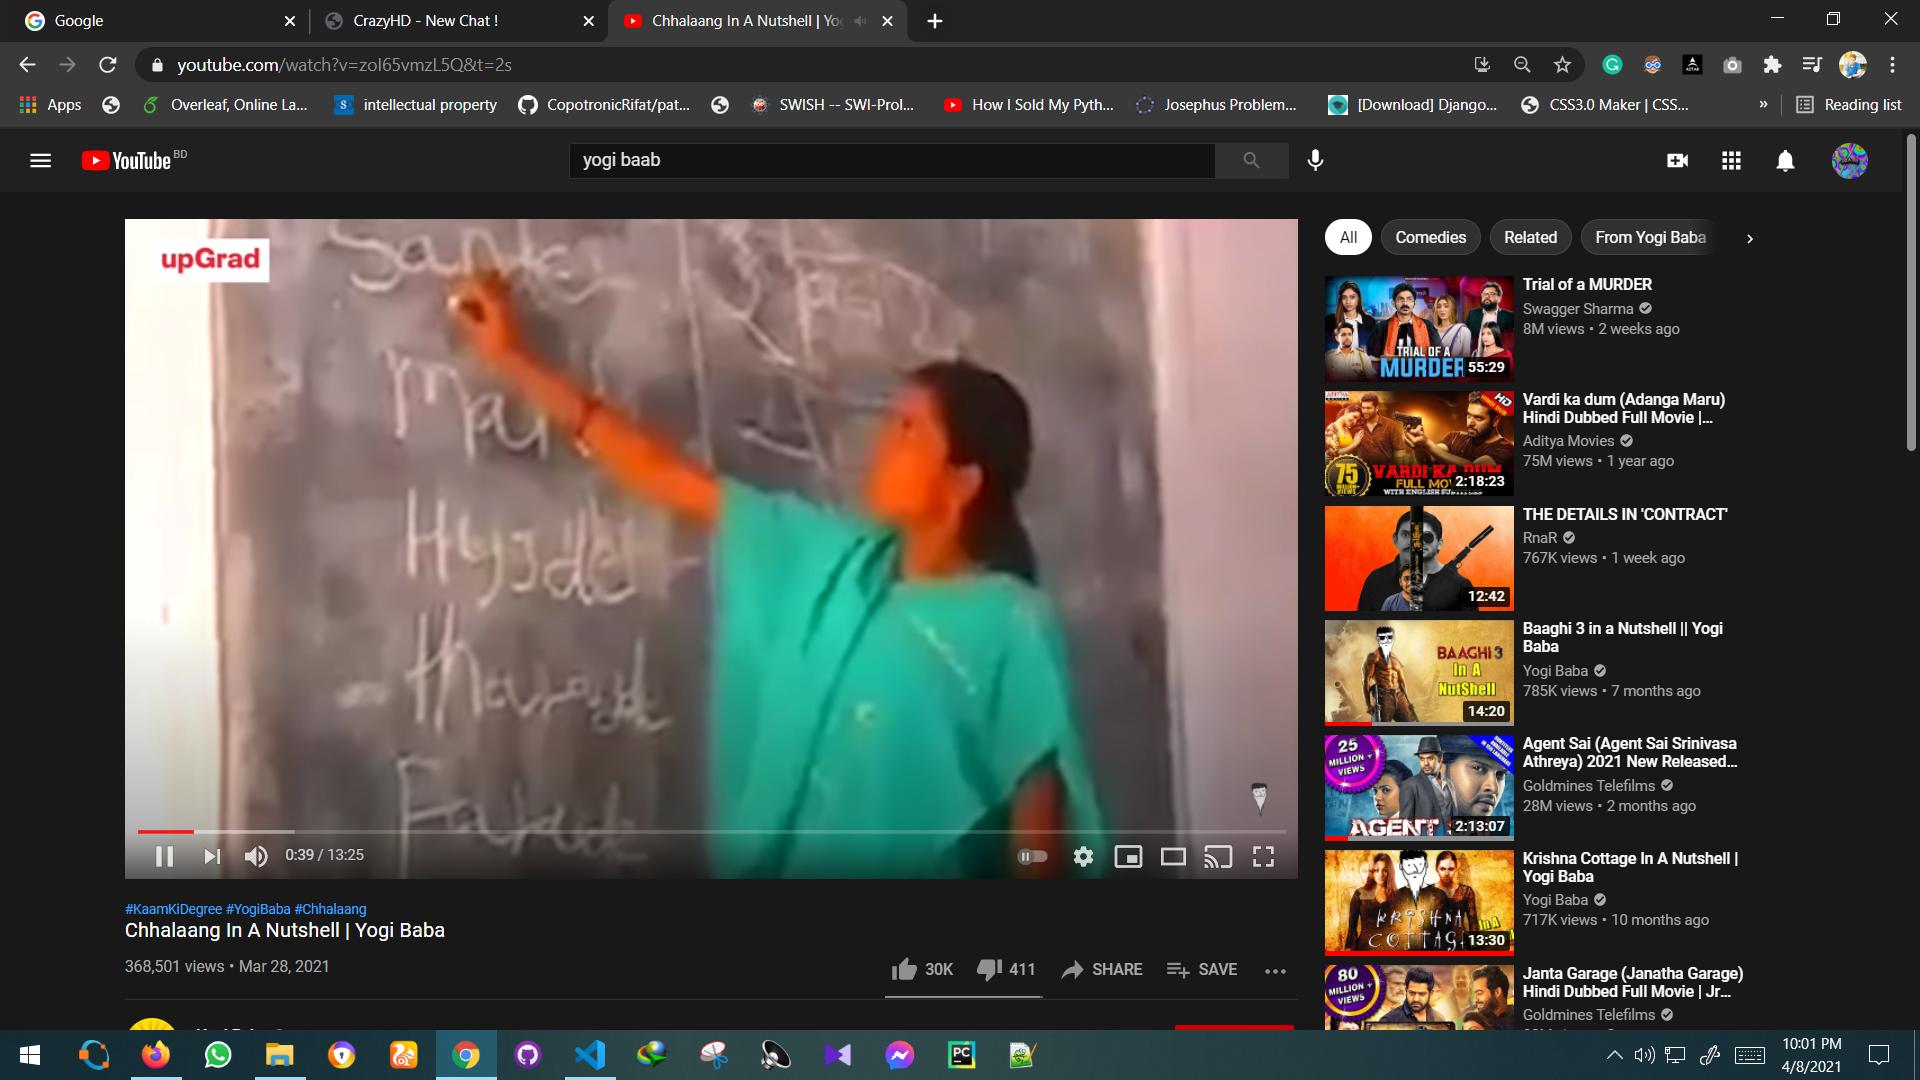 Google
CrazyHD - New Chat !
Chhalaang In A Nutshell | Yo
youtube.com/watch?v=zoI65vmzL5Q&t=2s
Apps
Overleaf, Online La...
intellectual property
CopotronicRifat/pat...
SWISH -- SWI-Prol...
How I Sold My Pyth...
Josephus Problem...
[Download] Django...
CSS3.0 Maker | CSS...
»
Reading list
YouTube BD
yogi baab
upGrad
0:39 / 13:25
#KaamKiDegree #YogiBaba #Chhalaang
Chhalaang In A Nutshell | Yogi Baba
368,501 views • Mar 28, 2021
30K
411
SHARE
SAVE
All
Comedies
Related
From Yogi Baba
TRIAL OF A
MURDER
55:29
Trial of a MURDER
Swagger Sharma
8M views • 2 weeks ago
HD
75
VARDI KA DUM
FULL MOV
2:18:23
Vardi ka dum (Adanga Maru)
Hindi Dubbed Full Movie |...
Aditya Movies
75M views • 1 year ago
12:42
THE DETAILS IN 'CONTRACT'
RnaR
767K views • 1 week ago
BAAGHI 3
In A
NutShell
14:20
Baaghi 3 in a Nutshell || Yogi
Baba
Yogi Baba
785K views • 7 months ago
25
MILLION +
VIEWS
AGENT
2:13:07
Agent Sai (Agent Sai Srinivasa
Athreya) 2021 New Released...
Goldmines Telefilms
28M views • 2 months ago
KRISHNA
COTTAG
In A
13:30
Krishna Cottage In A Nutshell |
Yogi Baba
Yogi Baba
717K views • 10 months ago
80
MILLION +
VIEWS
Janta Garage (Janatha Garage)
Hindi Dubbed Full Movie | Jr...
Goldmines Telefilms
10:01 PM
4/8/2021